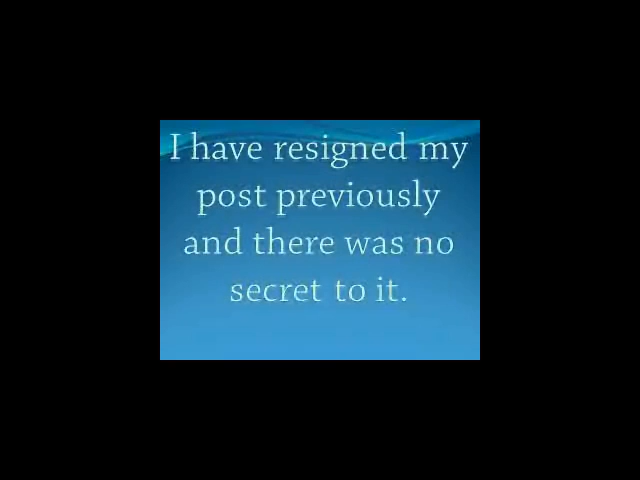 I have resigned my
post previously
and there was no
secret to it.